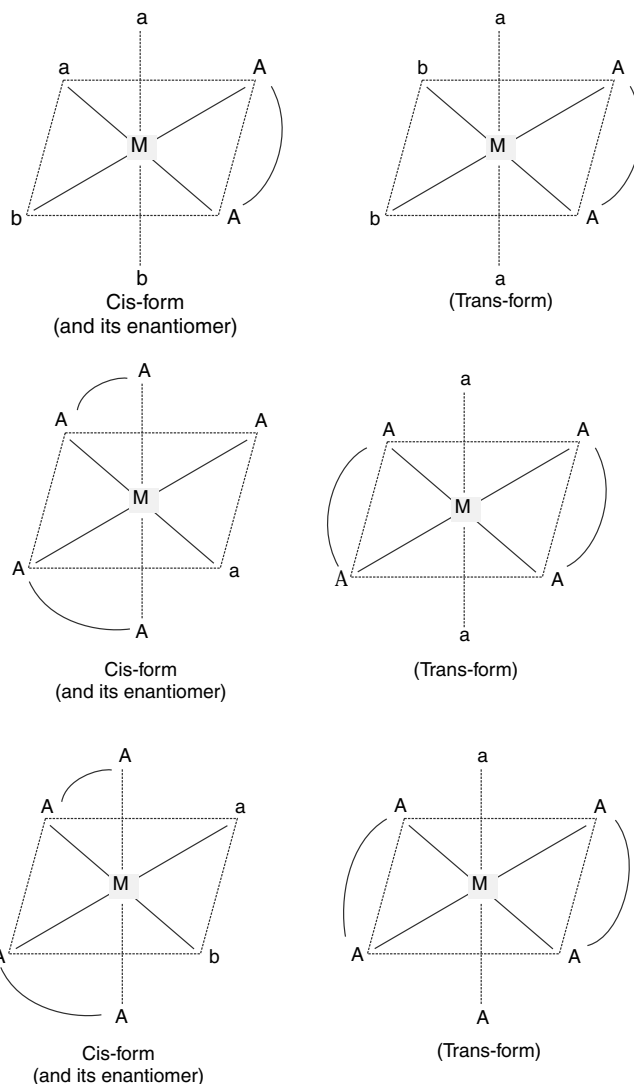 a a
a A b A
M M
b A b A
b a
Cis-form (Trans-form)
(and its enantiomer)
A a
A A A A
M M
A a A A
A a
Cis-form (Trans-form)
(and its enantiomer)
A a
A a A A
M M
A b A A
A A
Cis-form (Trans-form)
(and its enantiomer)